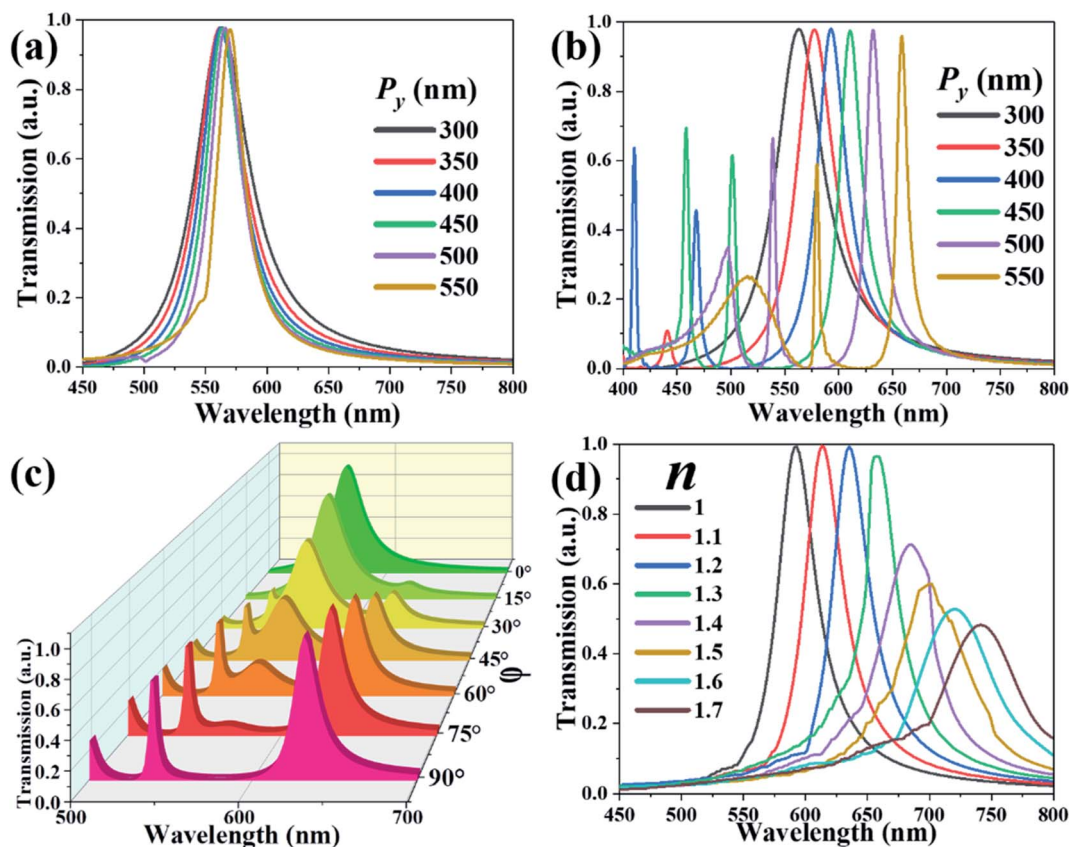 (a)
1.0
0.8
0.6
0.4
0.2
0.0
Transmission (a.u.)
P_y (nm)
300
350
400
450
500
550
450 500 550 600 650 700 750 800
Wavelength (nm)
(b)
1.0
0.8
0.6
0.4
0.2
0.0
Transmission (a.u.)
P_y (nm)
300
350
400
450
500
550
400 450 500 550 600 650 700 750 800
Wavelength (nm)
(c)
1.0
0.8
0.6
0.4
0.2
0.0
Transmission (a.u.)
0°
15°
30°
45°
60°
75°
90°
φ
500 600 700
Wavelength (nm)
(d)
1.0
0.8
0.6
0.4
0.2
0.0
Transmission (a.u.)
n
1
1.1
1.2
1.3
1.4
1.5
1.6
1.7
450 500 550 600 650 700 750 800
Wavelength (nm)